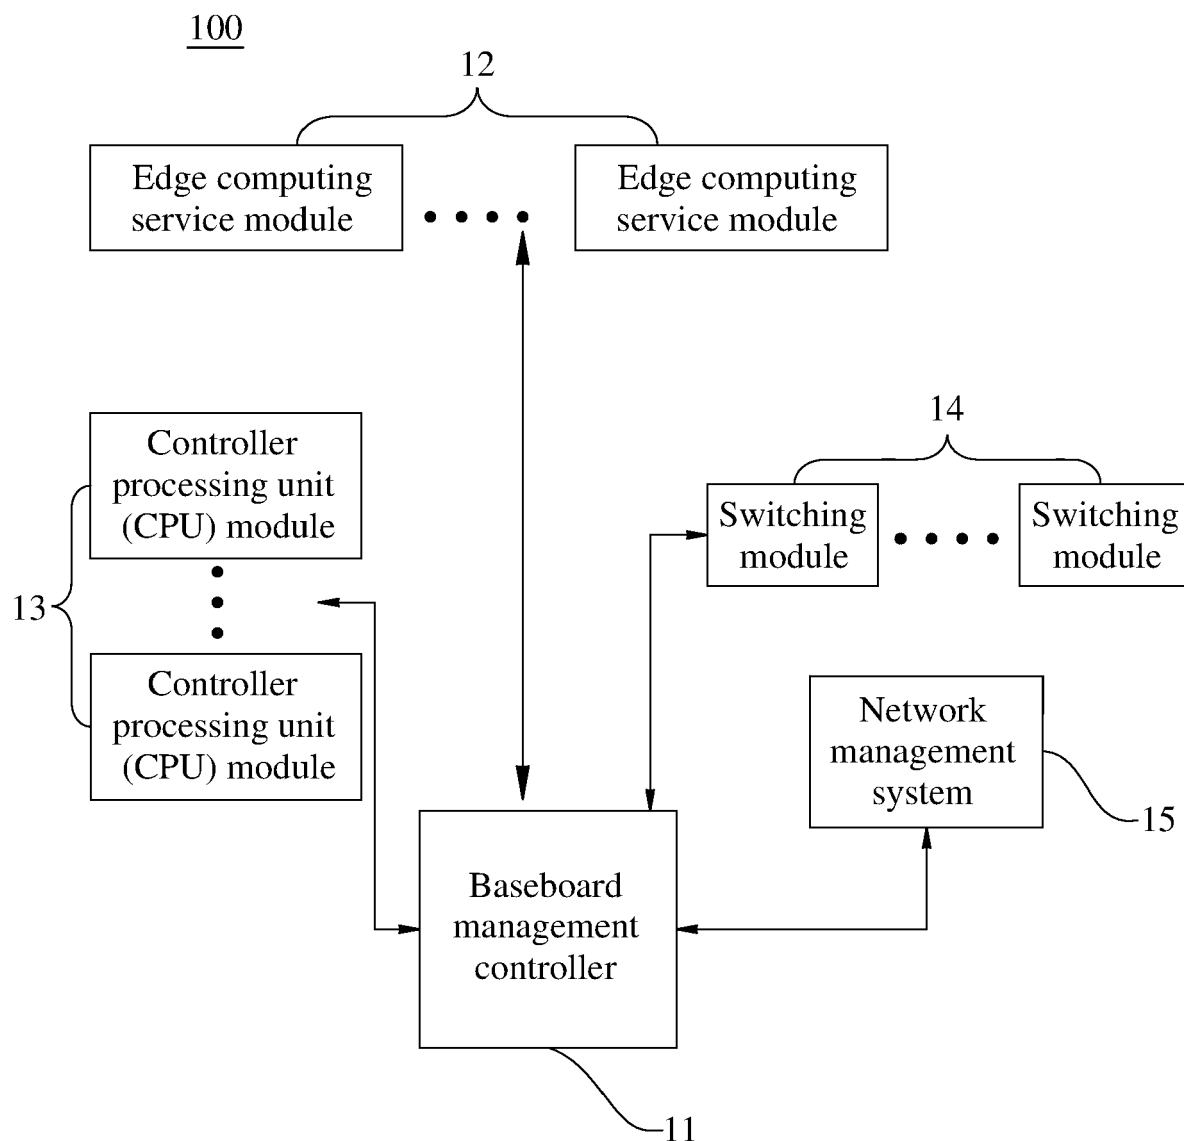 100
12
Edge computing
service module
Edge computing
service module
14
Controller
processing unit
(CPU) module
Switching
module
Switching
module
13
Controller
processing unit
(CPU) module
Network
management
system
15
Baseboard
management
controller
11